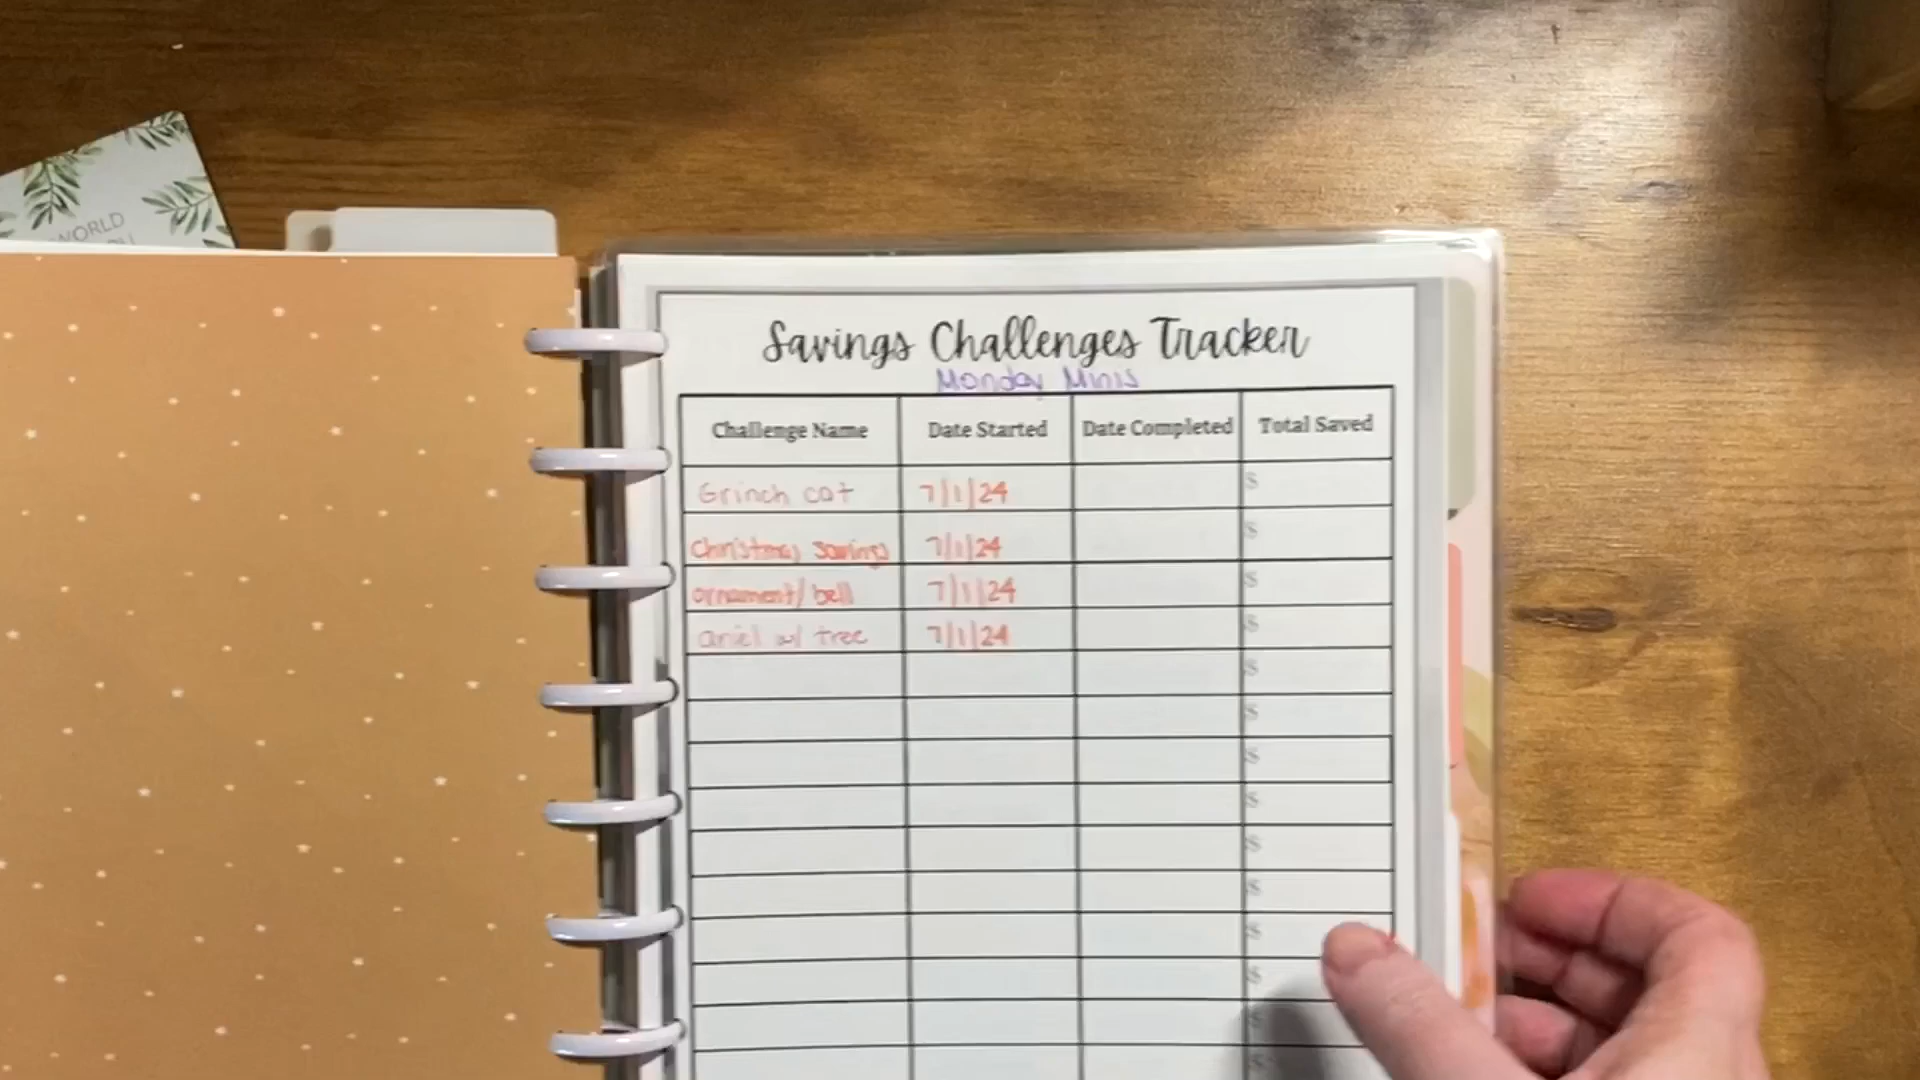 WORLD
Savings Challenges Tracker
Monday Minis
Challenge Name Date Started Date Completed Total Saved
Grinch cat 7/1/24 $
Christmas savings 7/1/24 $
ornament/bell 7/1/24 $
ariel w/ tree 7/1/24 $
$
$
$
$
$
$
$
$
$
$